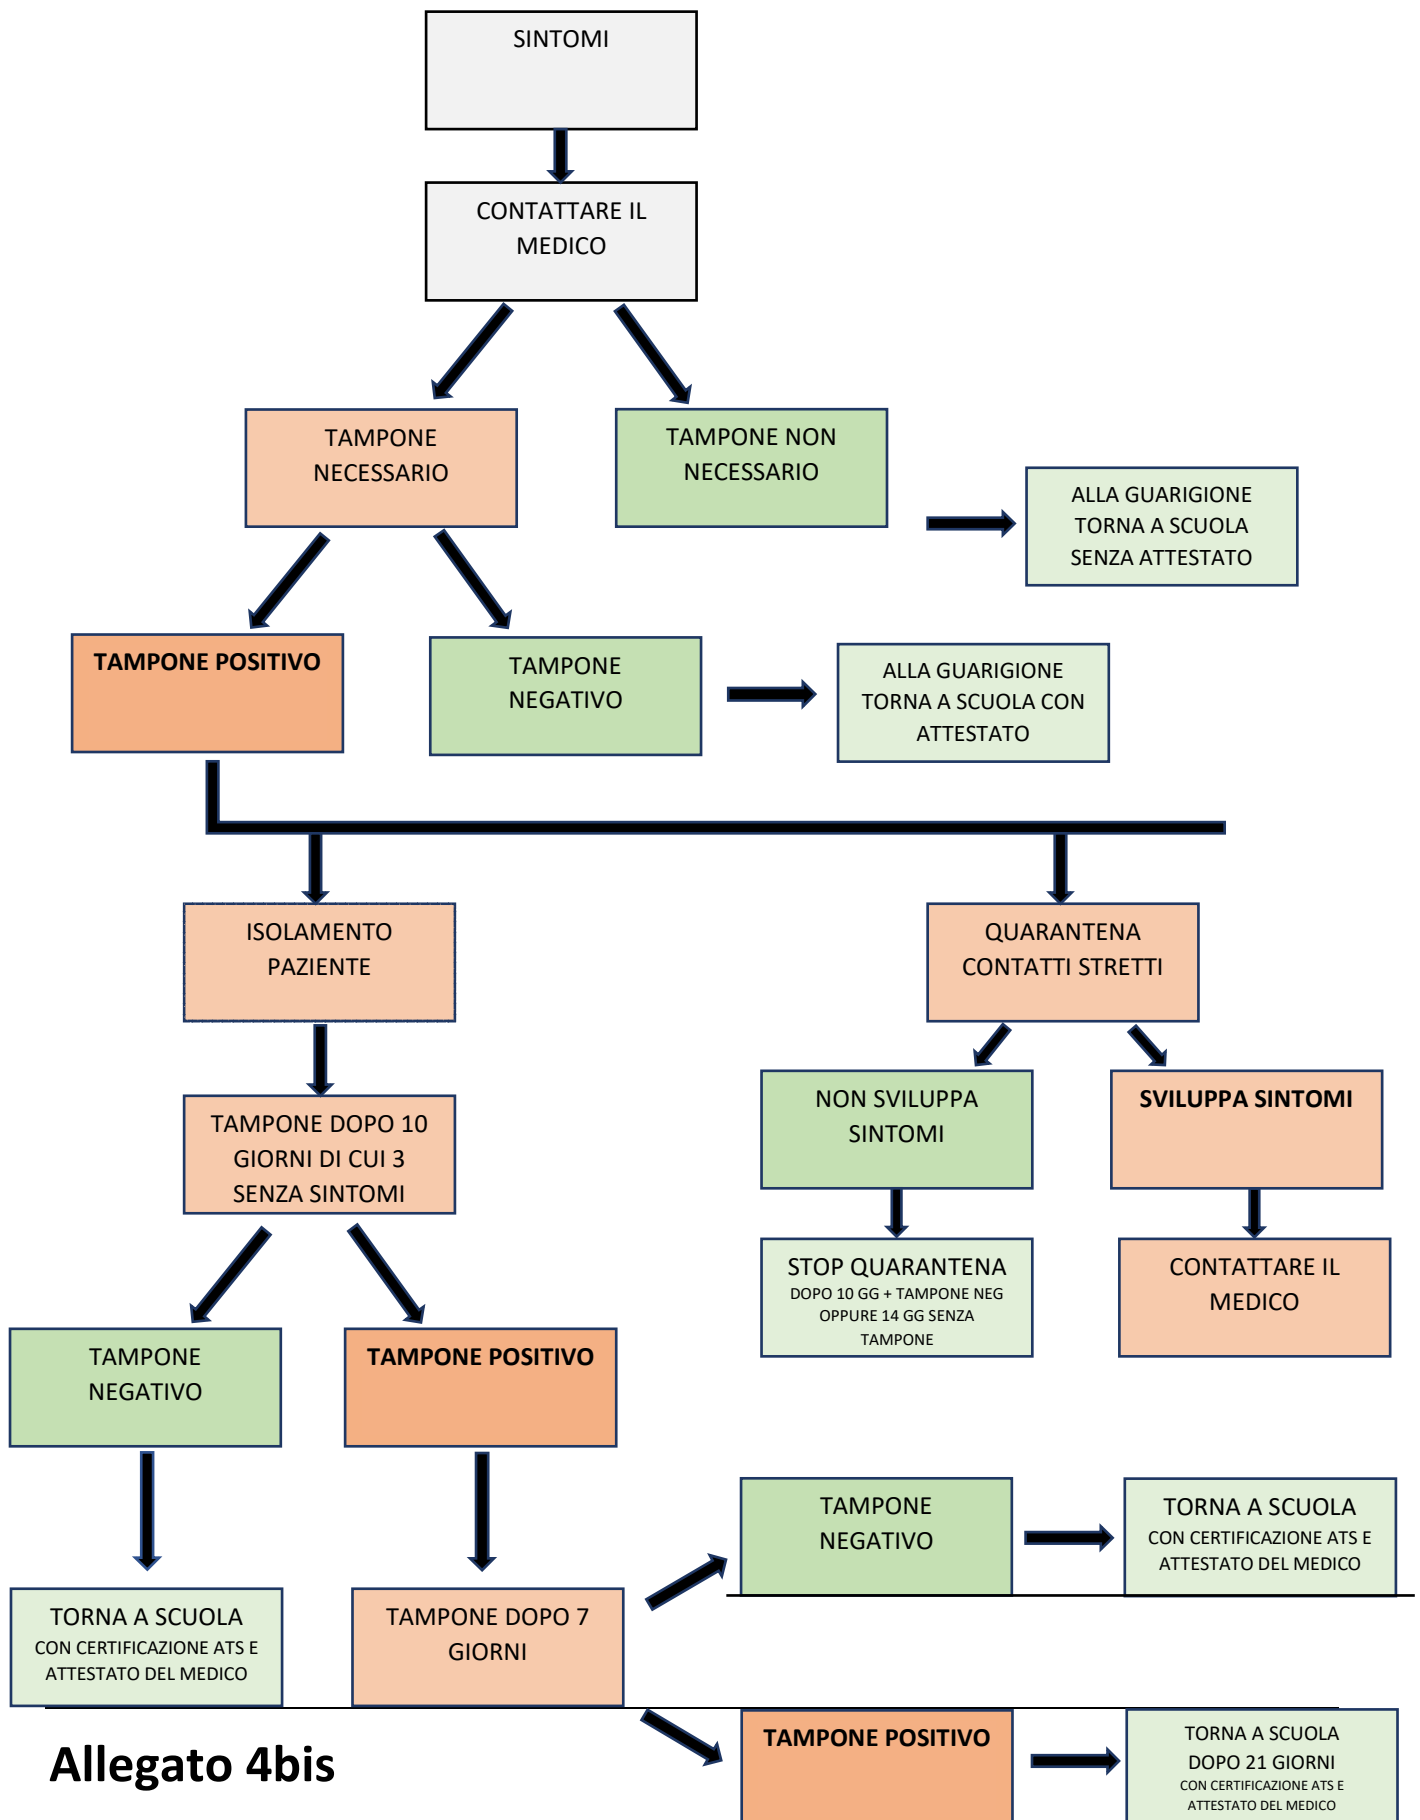 SINTOMI
CONTATTARE IL
MEDICO
TAMPONE
NECESSARIO
TAMPONE NON
NECESSARIO
ALLA GUARIGIONE
TORNA A SCUOLA
SENZA ATTESTATO
TAMPONE POSITIVO
TAMPONE
NEGATIVO
ALLA GUARIGIONE
TORNA A SCUOLA CON
ATTESTATO
ISOLAMENTO
PAZIENTE
QUARANTENA
CONTATTI STRETTI
TAMPONE DOPO 10
GIORNI DI CUI 3
SENZA SINTOMI
NON SVILUPPA
SINTOMI
SVILUPPA SINTOMI
STOP QUARANTENA
DOPO 10 GG + TAMPONE NEG
OPPURE 14 GG SENZA
TAMPONE
CONTATTARE IL
MEDICO
TAMPONE
NEGATIVO
TAMPONE POSITIVO
TAMPONE
NEGATIVO
TORNA A SCUOLA
CON CERTIFICAZIONE ATS E
ATTESTATO DEL MEDICO
TORNA A SCUOLA
CON CERTIFICAZIONE ATS E
ATTESTATO DEL MEDICO
TAMPONE DOPO 7
GIORNI
TAMPONE POSITIVO
TORNA A SCUOLA
DOPO 21 GIORNI
CON CERTIFICAZIONE ATS E
ATTESTATO DEL MEDICO
Allegato 4bis